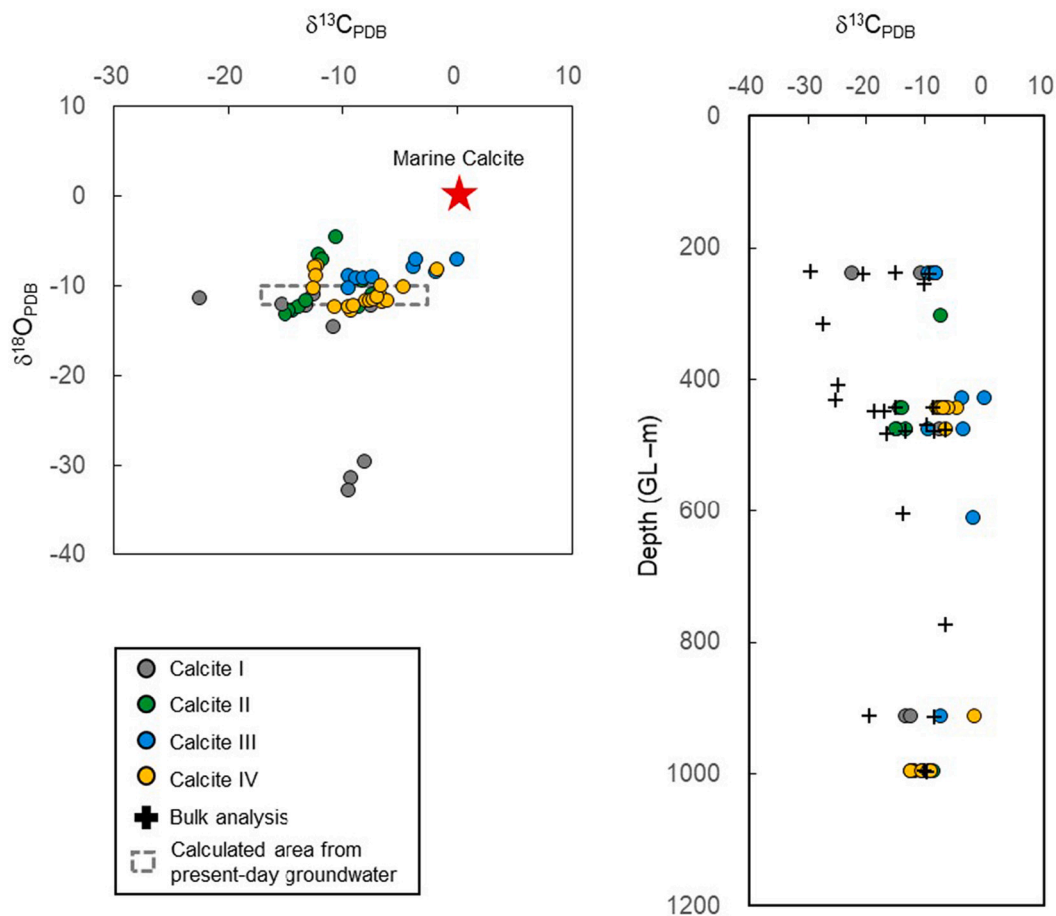 δ13CPDB
-30 -20 -10 0 10
10
0
-10
-20
-30
-40
δ18OPDB
Marine Calcite
Calcite I
Calcite II
Calcite III
Calcite IV
Bulk analysis
Calculated area from
present-day groundwater
δ13CPDB
-40 -30 -20 -10 0 10
0
200
400
600
800
1000
1200
Depth (GL –m)